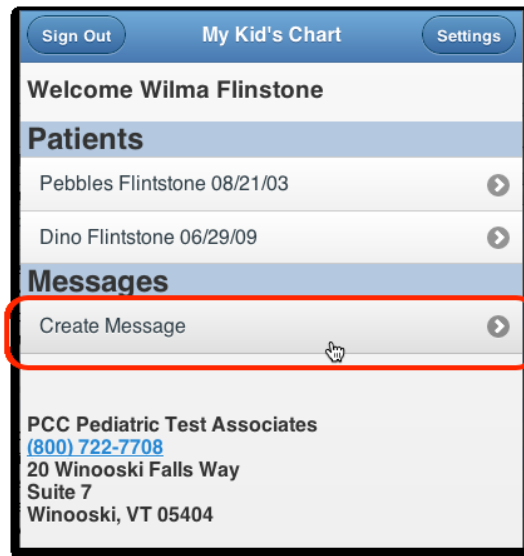 Sign Out My Kid's Chart Settings
Welcome Wilma Flinstone
Patients
Pebbles Flintstone 08/21/03
Dino Flintstone 06/29/09
Messages
Create Message
PCC Pediatric Test Associates
(800) 722-7708
20 Winooski Falls Way
Suite 7
Winooski, VT 05404